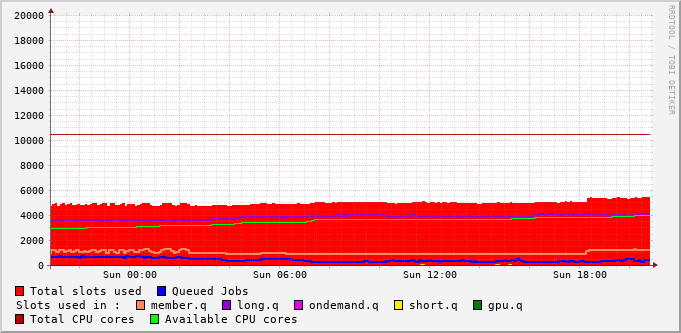 RRDTOOL / TOBI OETIKER
20000
18000
16000
14000
12000
10000
8000
6000
4000
2000
0
Sun 00:00 Sun 06:00 Sun 12:00 Sun 18:00
Total slots used Queued Jobs
Slots used in : member.q long.q ondemand.q short.q gpu.q
Total CPU cores Available CPU cores